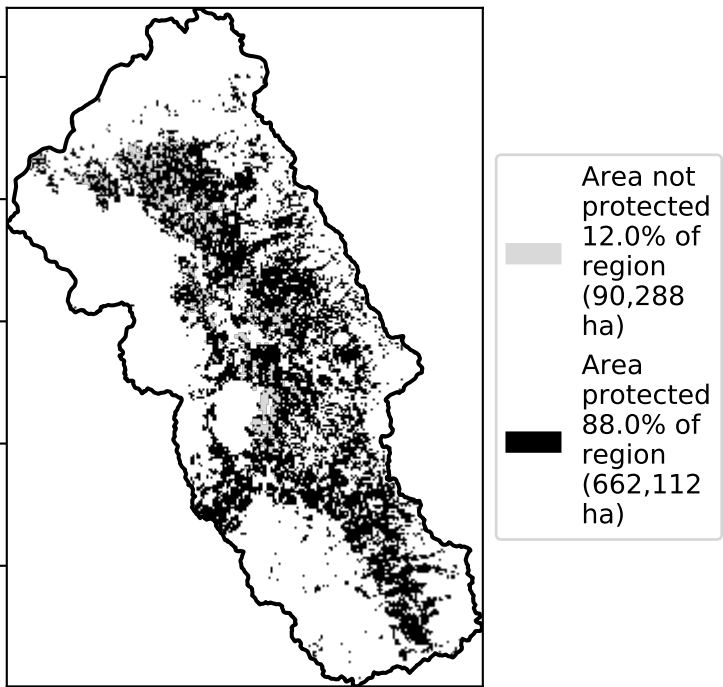 Area not
protected
12.0% of
region
(90,288
ha)
Area
protected
88.0% of
region
(662,112
ha)